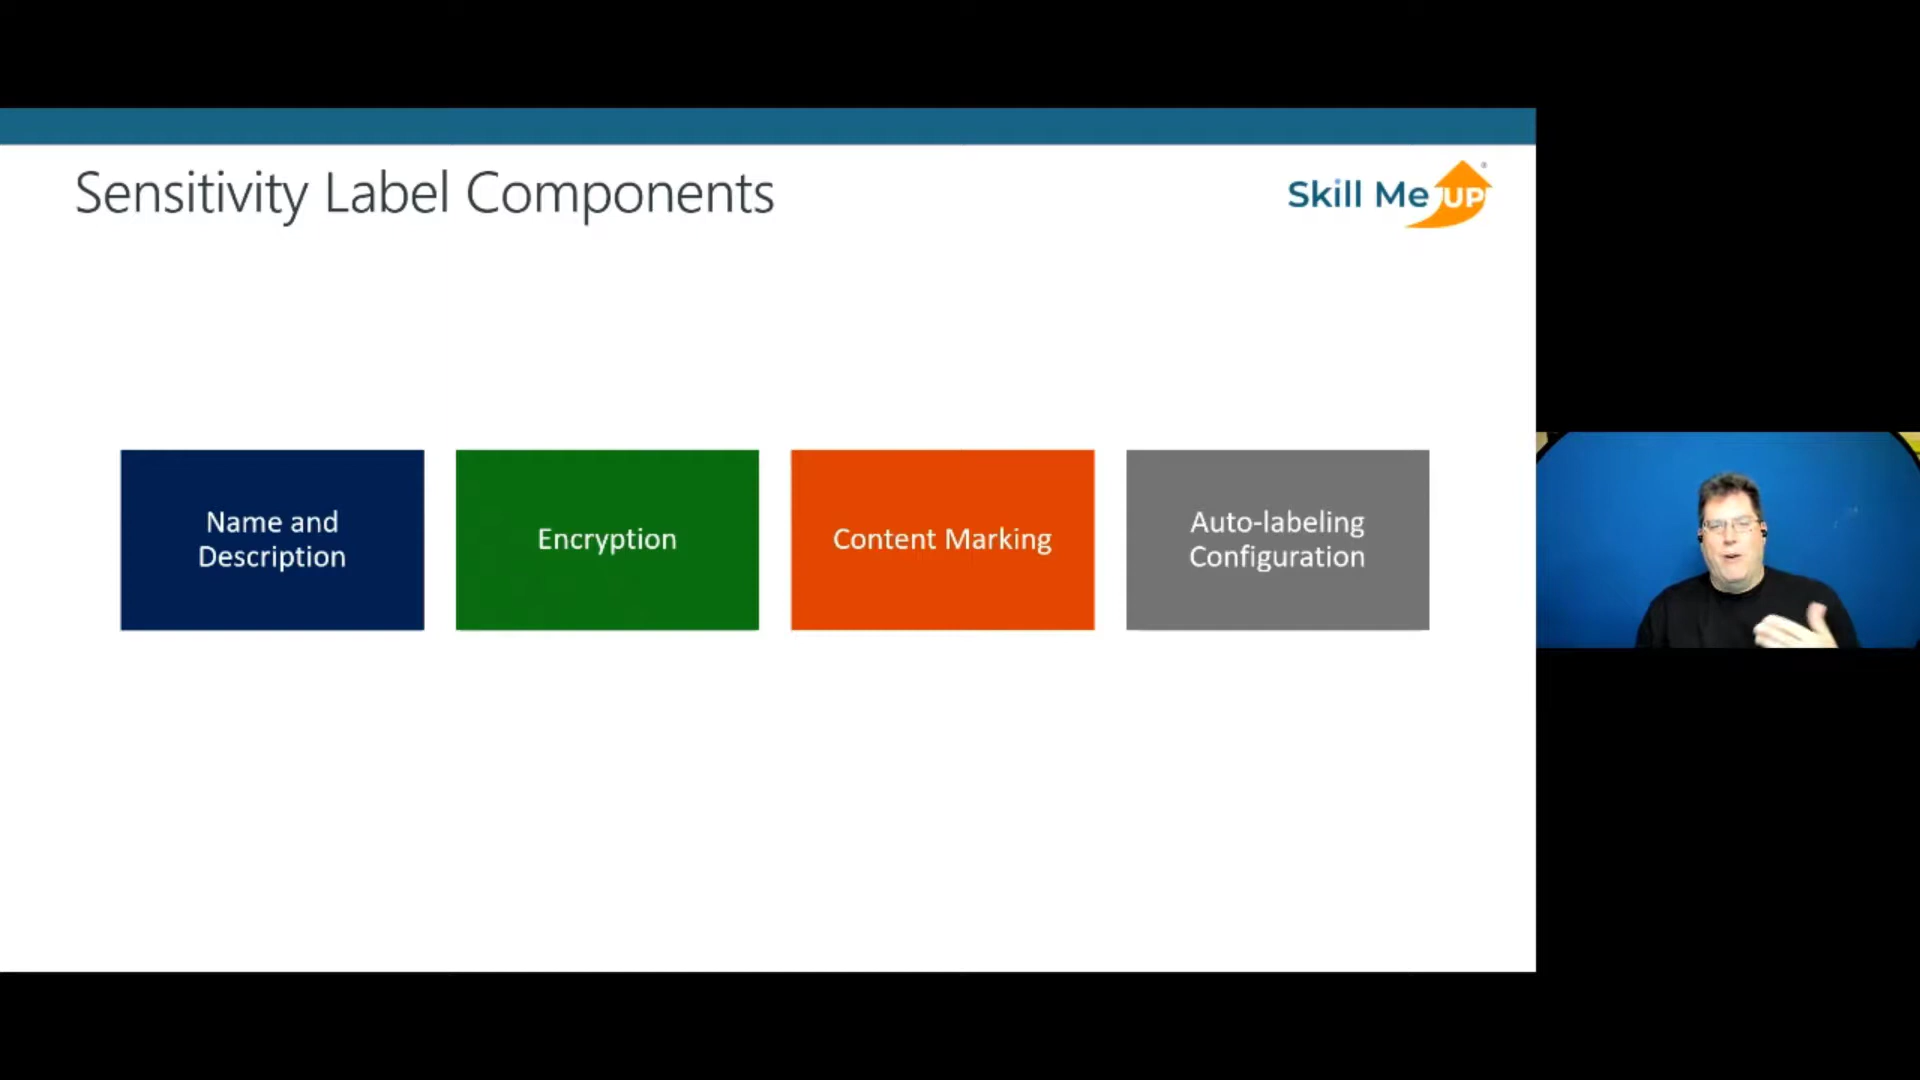 Sensitivity Label Components
Skill Me UP®
Name and
Description
Encryption
Content Marking
Auto-labeling
Configuration